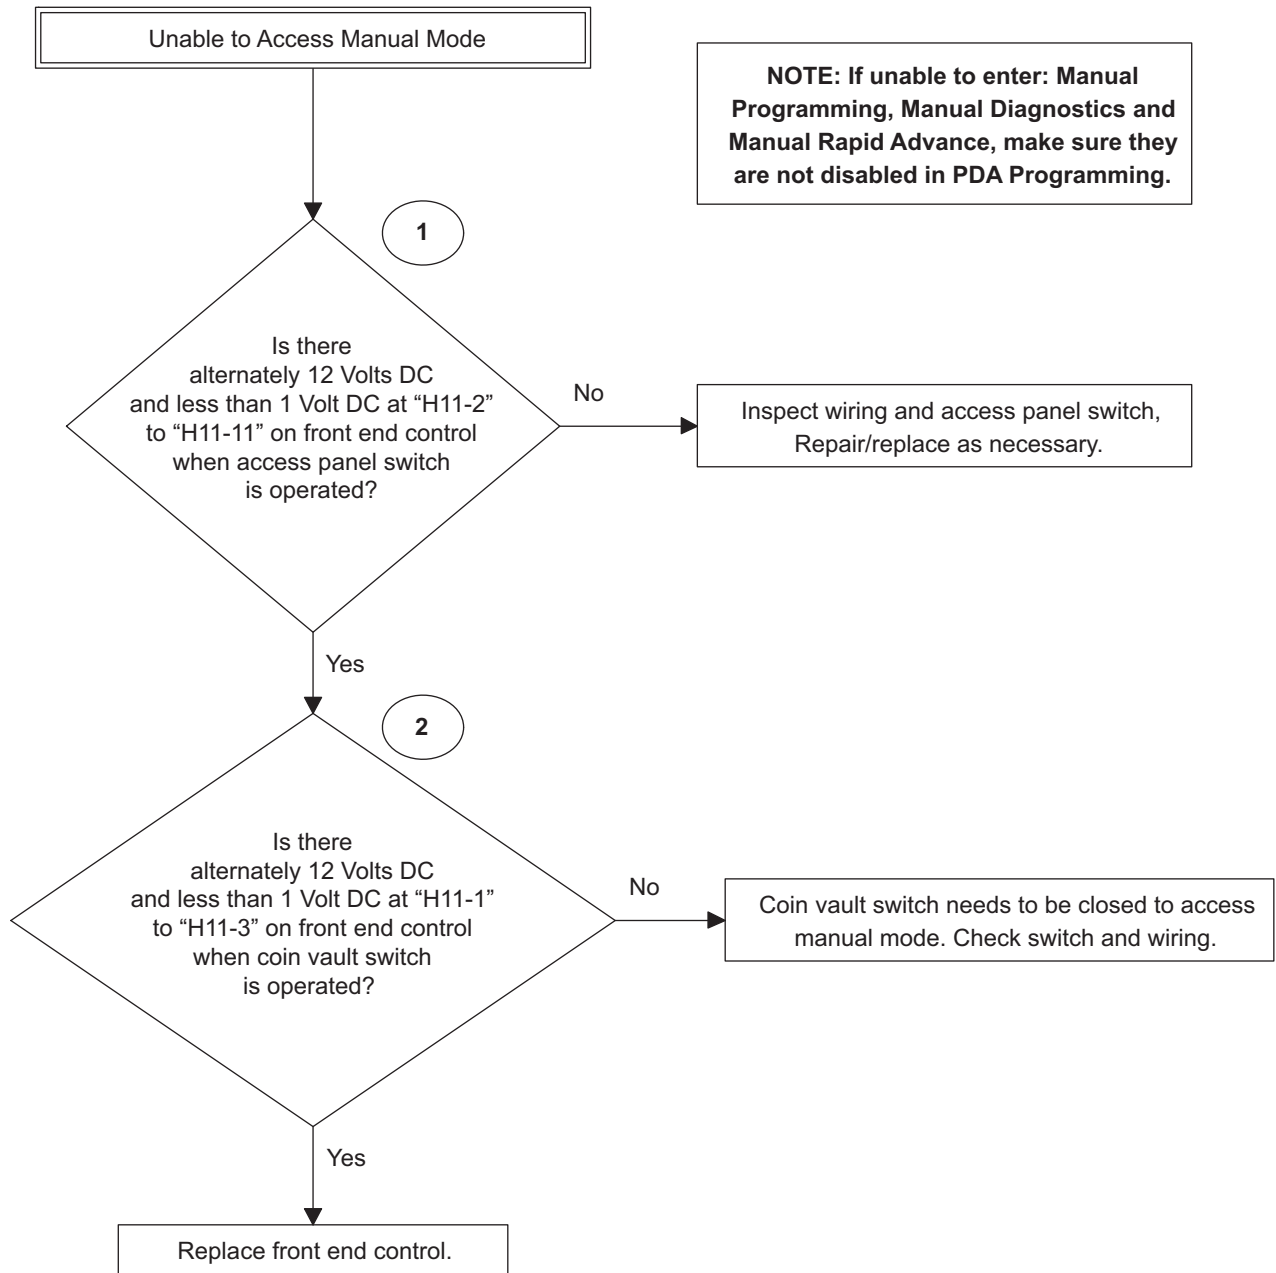 Unable to Access Manual Mode
NOTE: If unable to enter: Manual
Programming, Manual Diagnostics and
Manual Rapid Advance, make sure they
are not disabled in PDA Programming.
1
Is there
alternately 12 Volts DC
and less than 1 Volt DC at “H11-2”
to “H11-11” on front end control
when access panel switch
is operated?
No
Inspect wiring and access panel switch,
Repair/replace as necessary.
Yes
2
Is there
alternately 12 Volts DC
and less than 1 Volt DC at “H11-1”
to “H11-3” on front end control
when coin vault switch
is operated?
No
Coin vault switch needs to be closed to access
manual mode. Check switch and wiring.
Yes
Replace front end control.